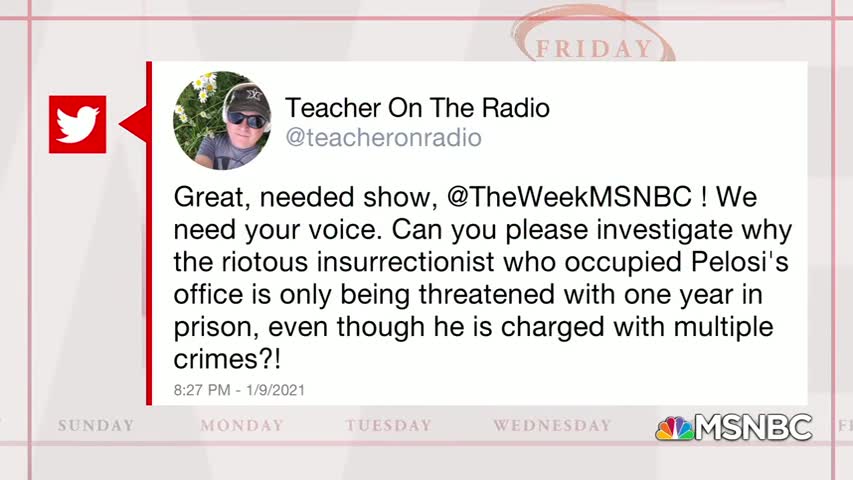 FRIDAY
Teacher On The Radio
@teacheronradio
Great, needed show, @TheWeekMSNBC ! We
need your voice. Can you please investigate why
the riotous insurrectionist who occupied Pelosi's
office is only being threatened with one year in
prison, even though he is charged with multiple
crimes?!
8:27 PM - 1/9/2021
SUNDAY MONDAY TUESDAY WEDNESDAY
MSNBC